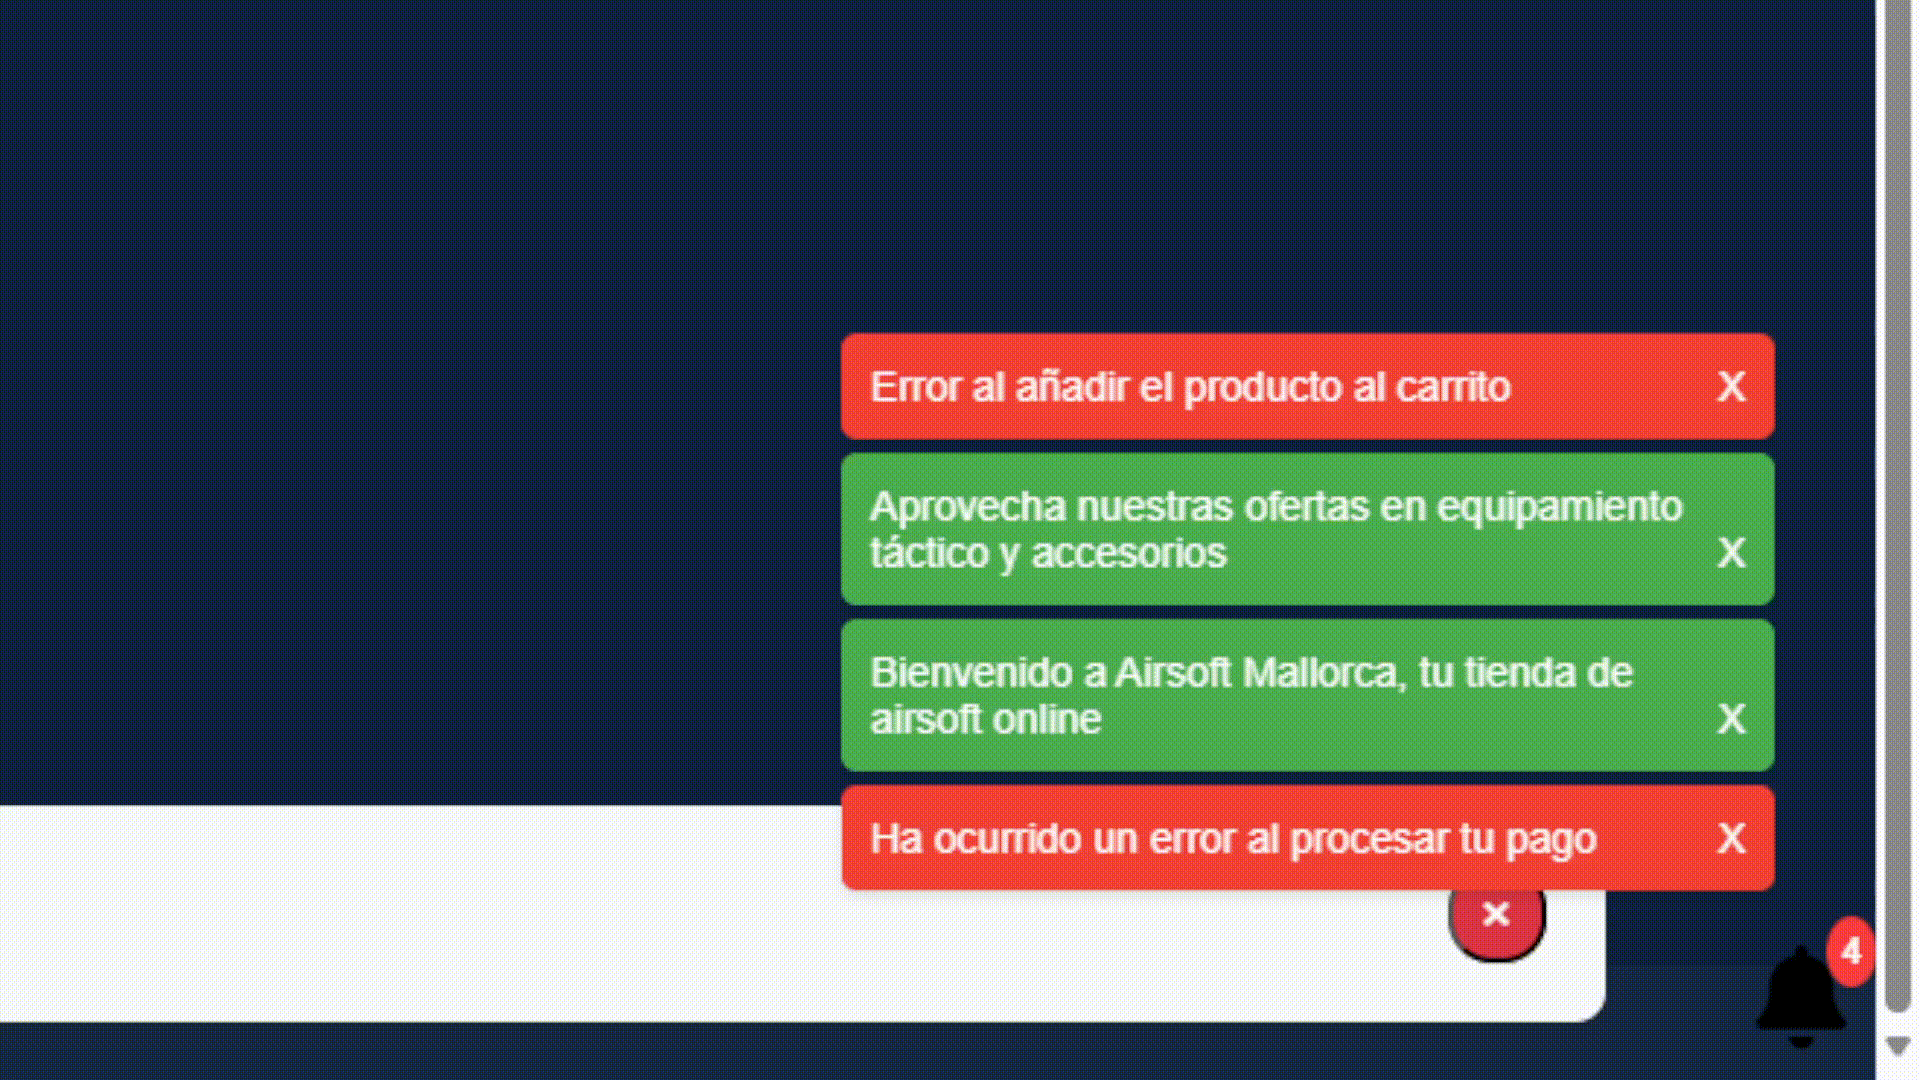 Error al añadir el producto al carrito X
Aprovecha nuestras ofertas en equipamiento
táctico y accesorios X
Bienvenido a Airsoft Mallorca, tu tienda de
airsoft online X
Ha ocurrido un error al procesar tu pago X
×
4